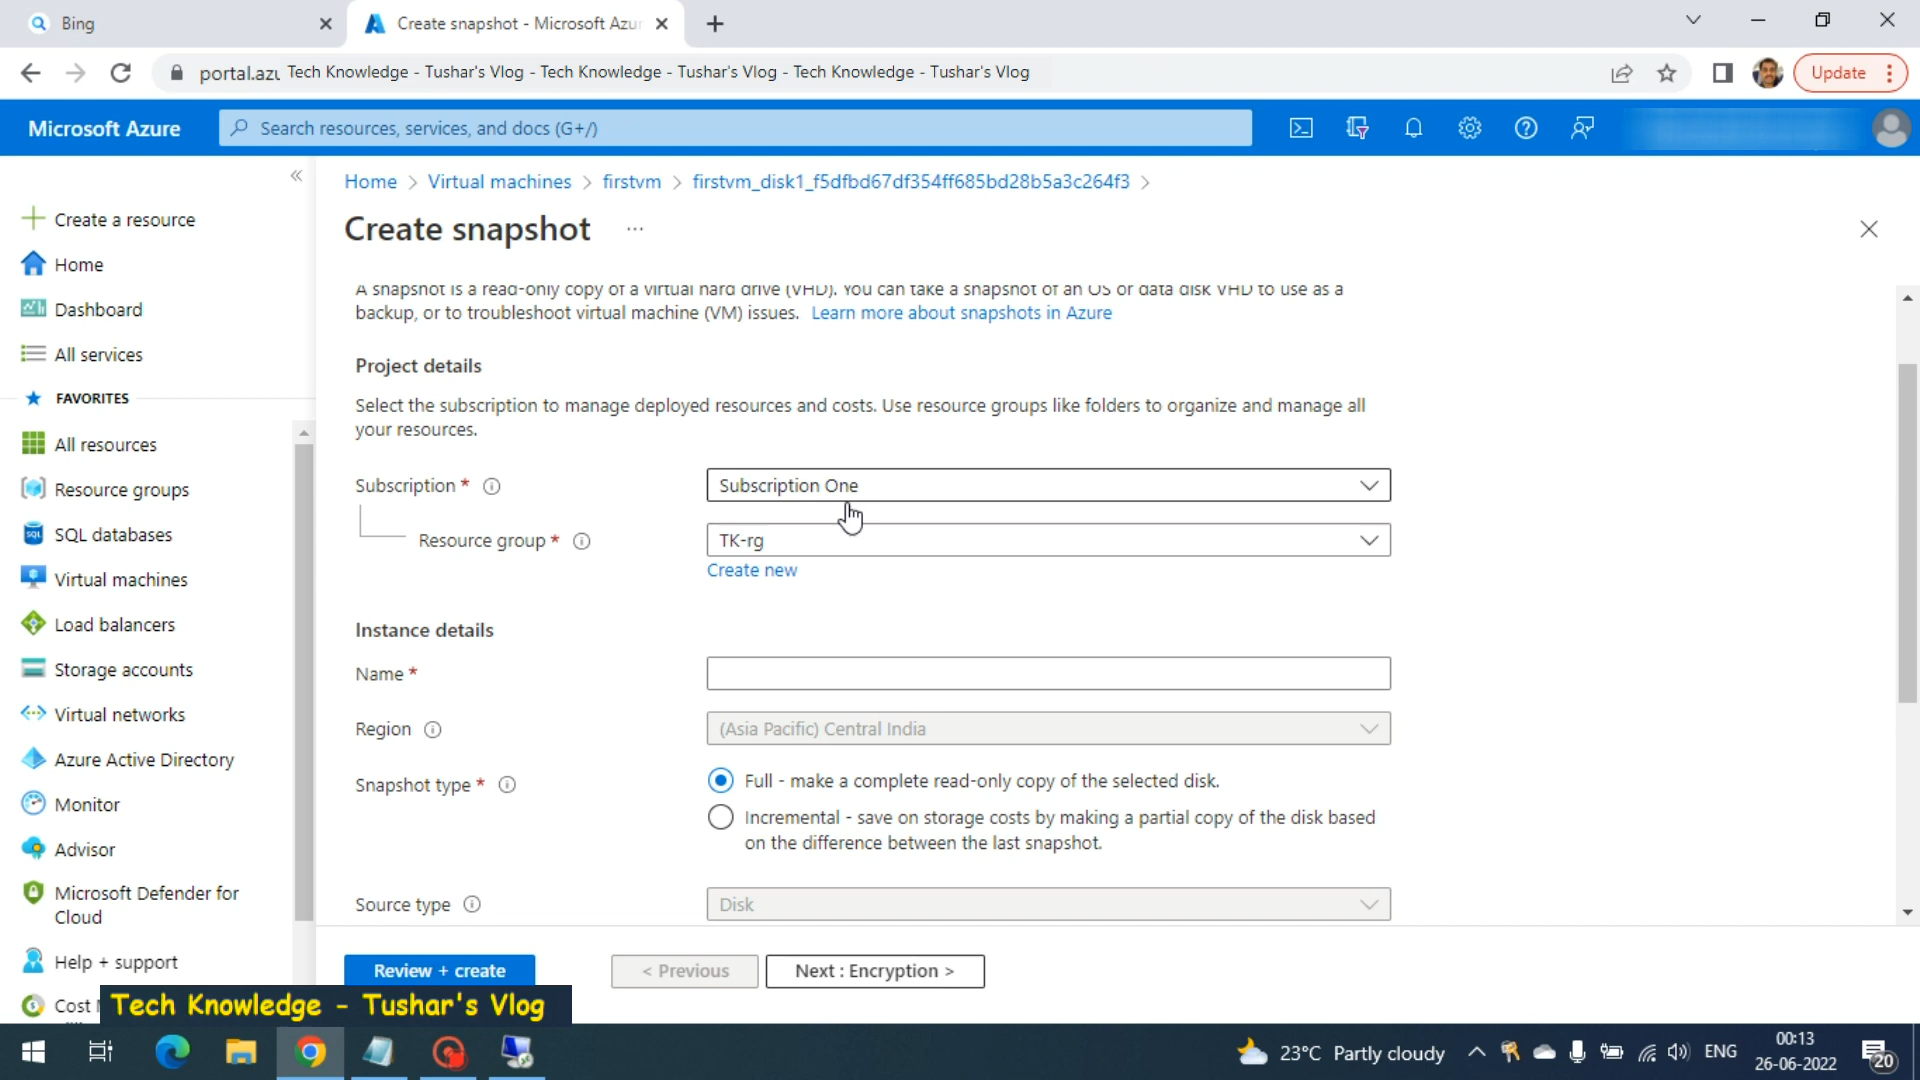 Bing
Create snapshot - Microsoft Azu
portal.azu Tech Knowledge - Tushar's Vlog - Tech Knowledge - Tushar's Vlog - Tech Knowledge - Tushar's Vlog
Update
Microsoft Azure
Search resources, services, and docs (G+/)
Home > Virtual machines > firstvm > firstvm_disk1_f5dfbd67df354ff685bd28b5a3c264f3 >
Create snapshot ...
Create a resource
Home
Dashboard
All services
FAVORITES
All resources
Resource groups
SQL databases
Virtual machines
Load balancers
Storage accounts
Virtual networks
Azure Active Directory
Monitor
Advisor
Microsoft Defender for
Cloud
Help + support
Cost
A snapshot is a read-only copy of a virtual hard drive (VHD). You can take a snapshot of an OS or data disk VHD to use as a
backup, or to troubleshoot virtual machine (VM) issues. Learn more about snapshots in Azure
Project details
Select the subscription to manage deployed resources and costs. Use resource groups like folders to organize and manage all
your resources.
Subscription * Subscription One
Resource group * TK-rg
Create new
Instance details
Name *
Region (Asia Pacific) Central India
Snapshot type * Full - make a complete read-only copy of the selected disk.
Incremental - save on storage costs by making a partial copy of the disk based
on the difference between the last snapshot.
Source type Disk
Review + create < Previous Next : Encryption >
Tech Knowledge - Tushar's Vlog
23°C Partly cloudy ENG 00:13
26-06-2022 20